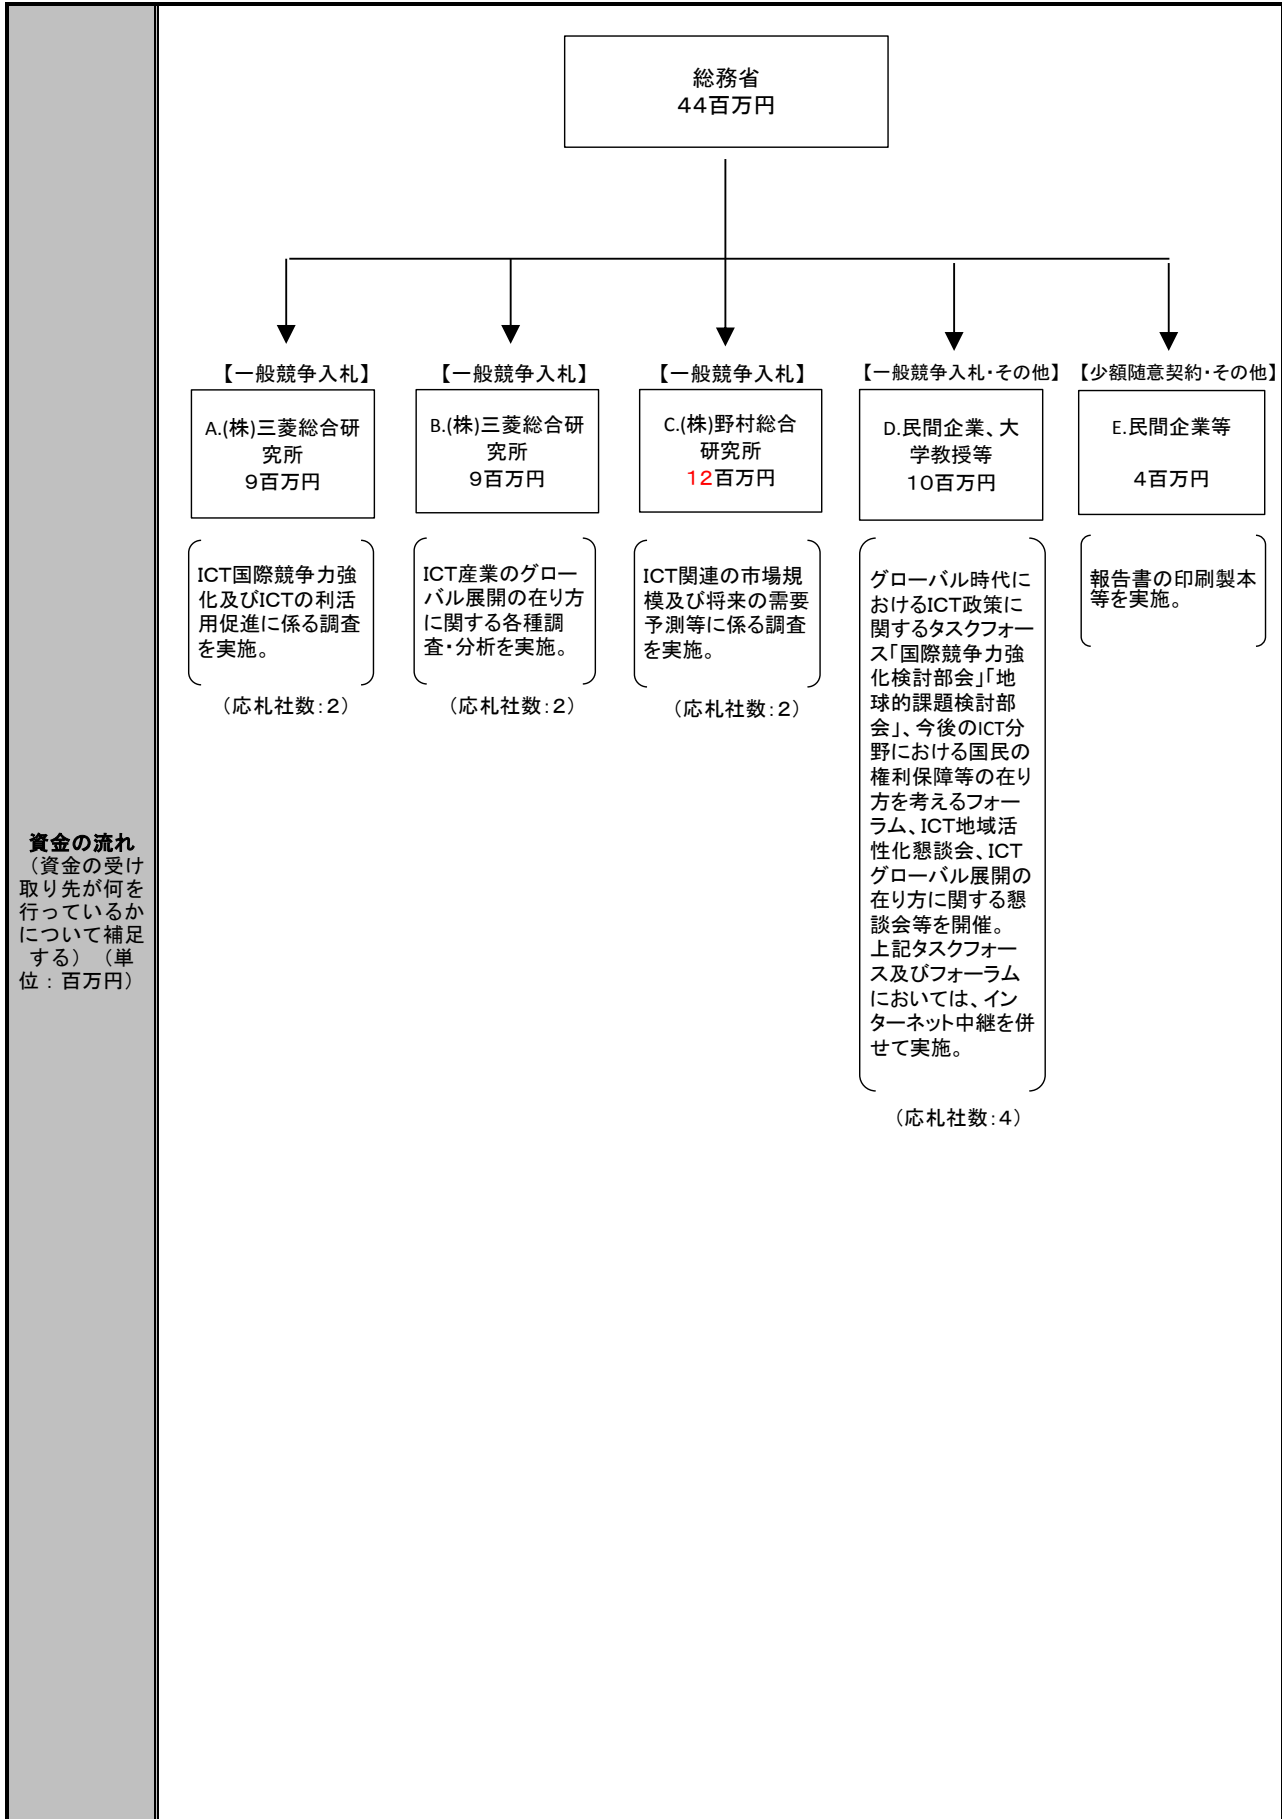 総務省
44百万円
【一般競争入札】
【一般競争入札】
【一般競争入札】
【一般競争入札・その他】
【少額随意契約・その他】
A.(株)三菱総合研
究所
9百万円
B.(株)三菱総合研
究所
9百万円
C.(株)野村総合
研究所
12百万円
D.民間企業、大
学教授等
10百万円
E.民間企業等
4百万円
ICT国際競争力強
化及びICTの利活
用促進に係る調査
を実施。
(応札社数:2)
ICT産業のグロー
バル展開の在り方
に関する各種調
査・分析を実施。
(応札社数:2)
ICT関連の市場規
模及び将来の需要
予測等に係る調査
を実施。
(応札社数:2)
グローバル時代に
おけるICT政策に
関するタスクフォー
ス「国際競争力強
化検討部会」「地
球的課題検討部
会」、今後のICT分
野における国民の
権利保障等の在り
方を考えるフォー
ラム、ICT地域活
性化懇談会、ICT
グローバル展開の
在り方に関する懇
談会等を開催。
上記タスクフォー
ス及びフォーラム
においては、イン
ターネット中継を併
せて実施。
(応札社数:4)
報告書の印刷製本
等を実施。
資金の流れ
(資金の受け
取り先が何を
行っているか
について補足
する) (単
位:百万円)